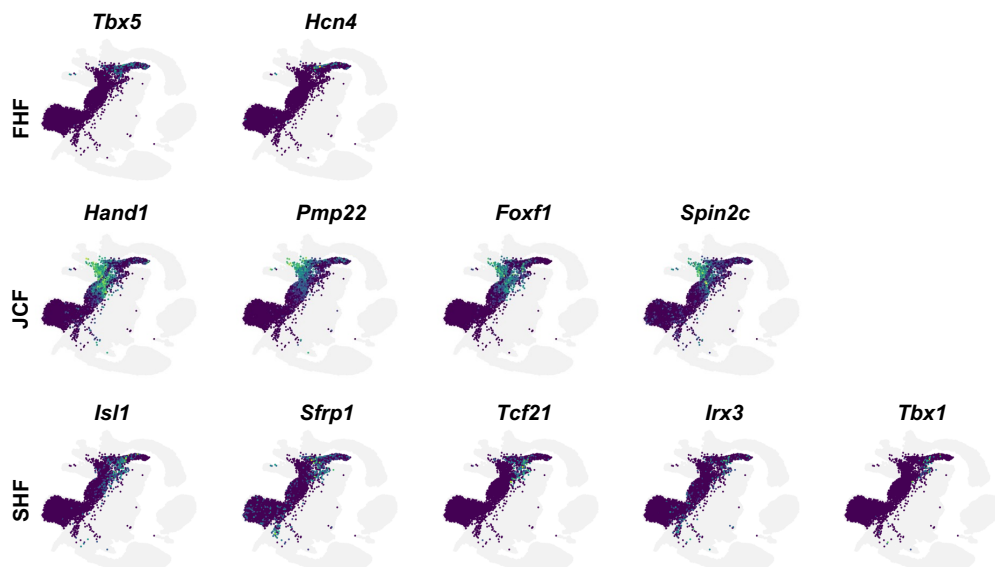 Tbx5 Hcn4
FHF
Hand1 Pmp22 Foxf1 Spin2c
JCF
Isl1 Sfrp1 Tcf21 Irx3 Tbx1
SHF